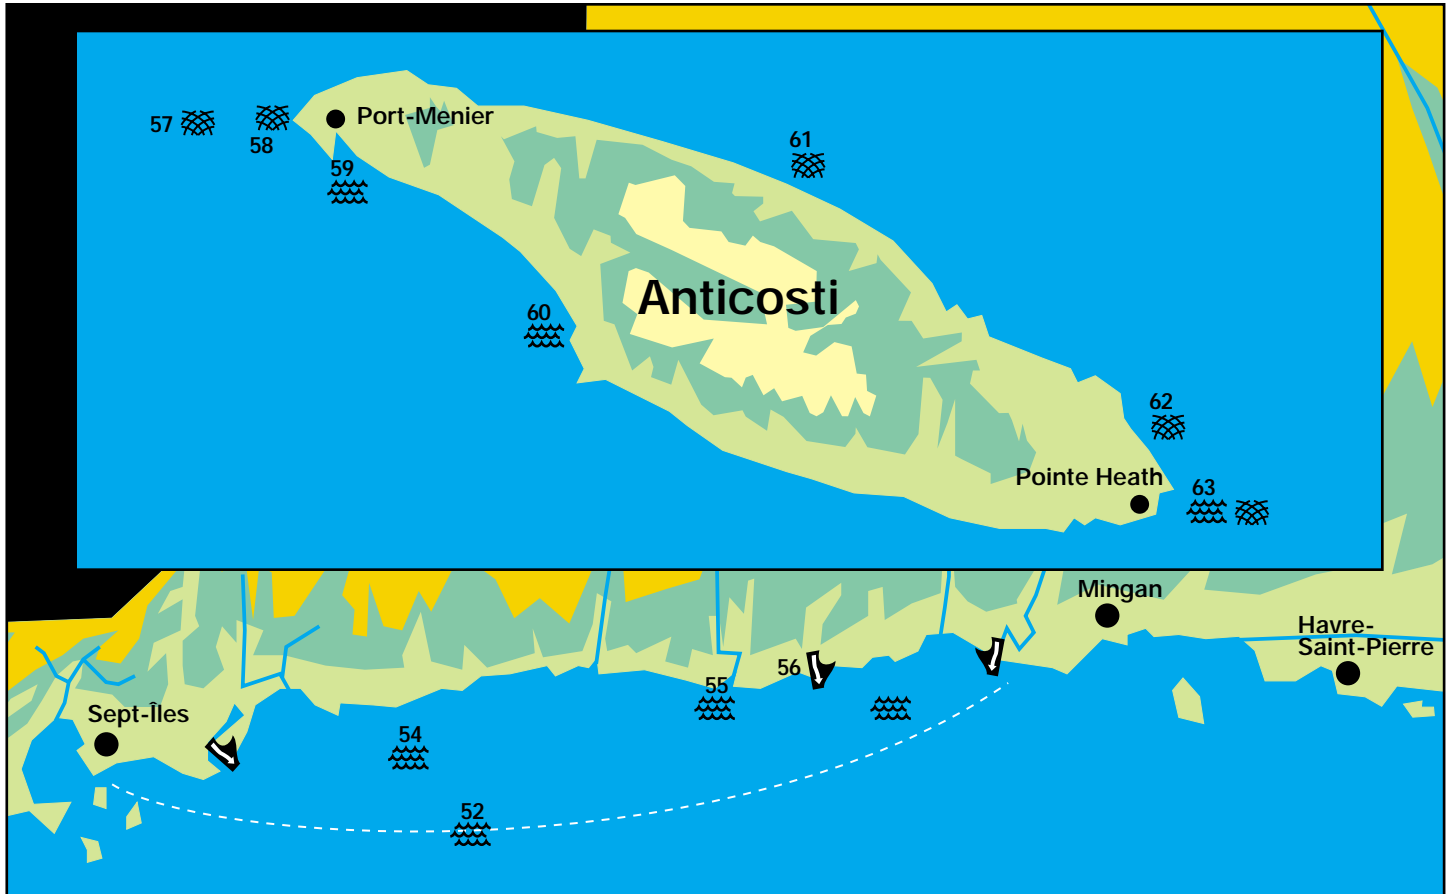 57
58
Port-Menier
59
61
60
Anticosti
62
Pointe Heath
63
Mingan
Havre-
Saint-Pierre
56
55
Sept-Îles
54
52